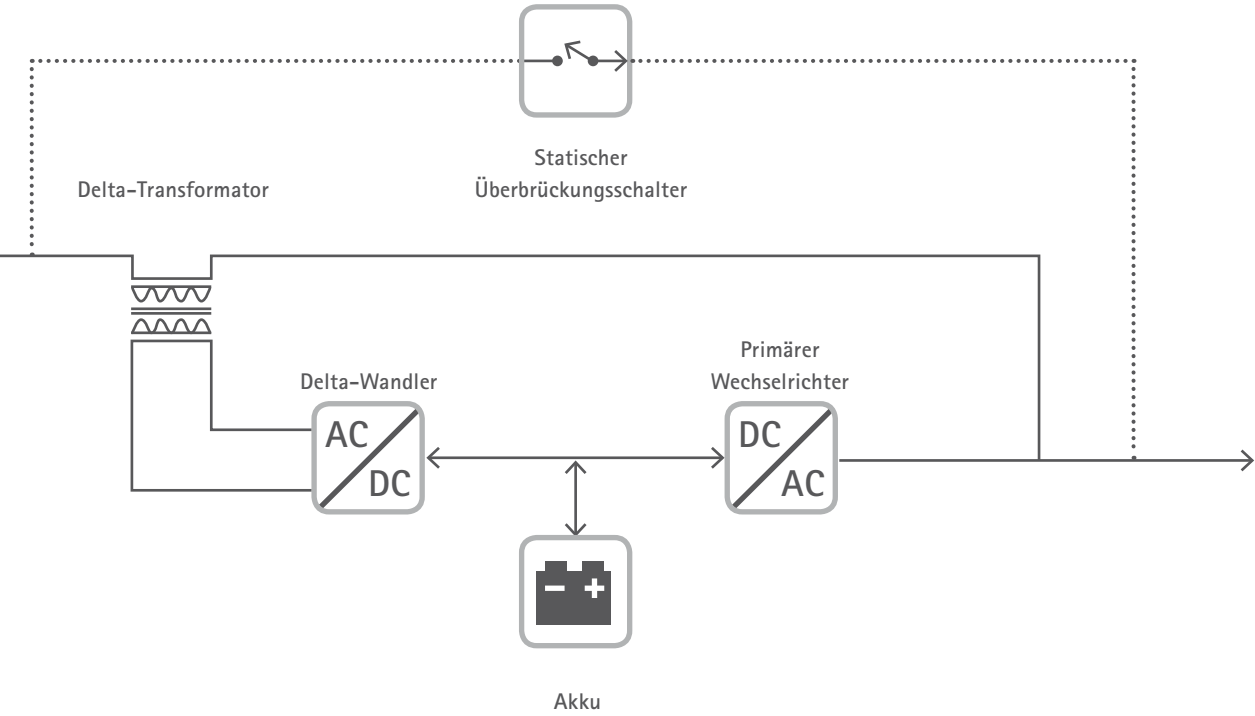 Statischer
Überbrückungsschalter
Delta-Transformator
Primärer
Wechselrichter
Delta-Wandler
AC
DC
DC
AC
Akku